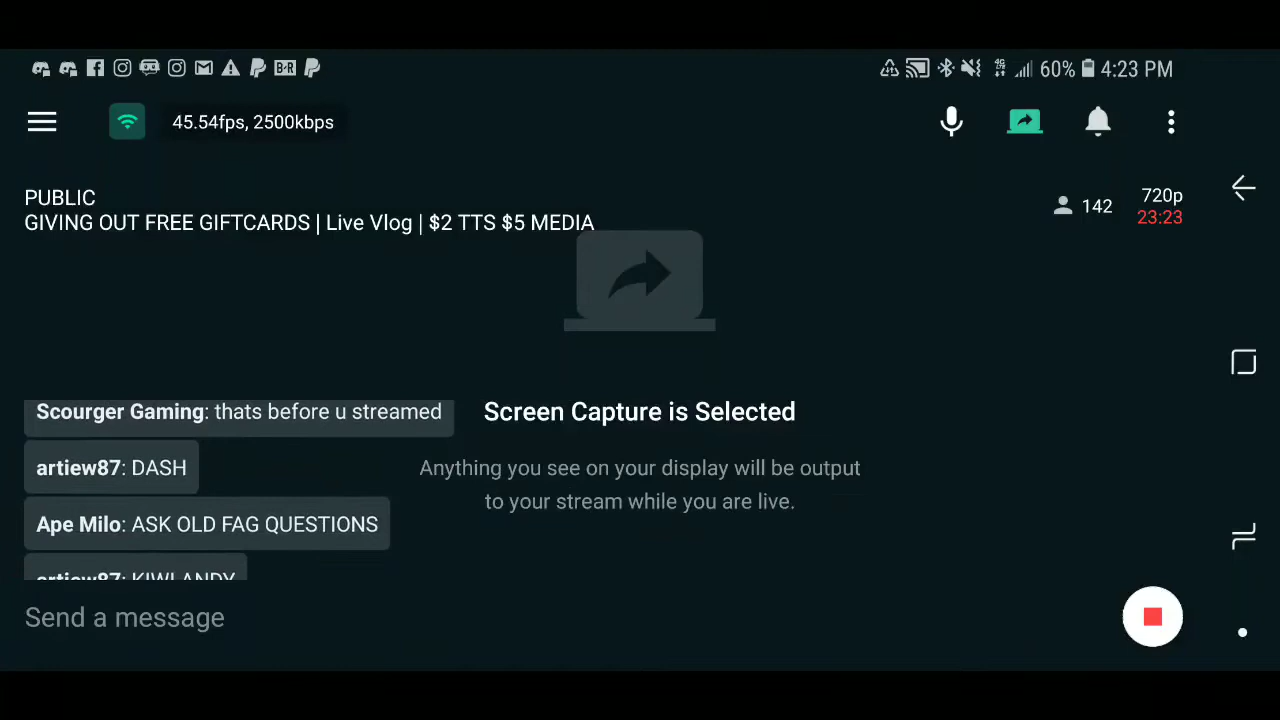 60% 4:23 PM
45.54fps, 2500kbps
PUBLIC
GIVING OUT FREE GIFTCARDS | Live Vlog | $2 TTS $5 MEDIA
142
720p
23:23
Scourger Gaming: thats before u streamed
Screen Capture is Selected
artiew87: DASH
Anything you see on your display will be output
to your stream while you are live.
Ape Milo: ASK OLD FAG QUESTIONS
artiew87: KIWLANDY
Send a message